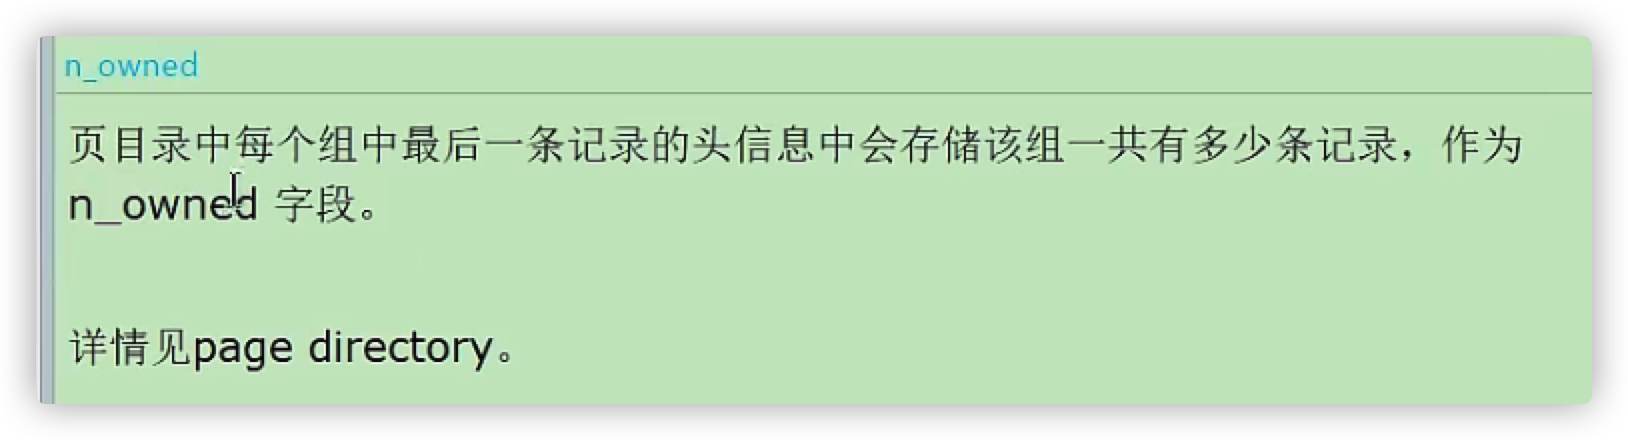 n_owned
页目录中每个组中最后一条记录的头信息中会存储该组一共有多少条记录，作为
n_owned 字段。
详情见page directory。